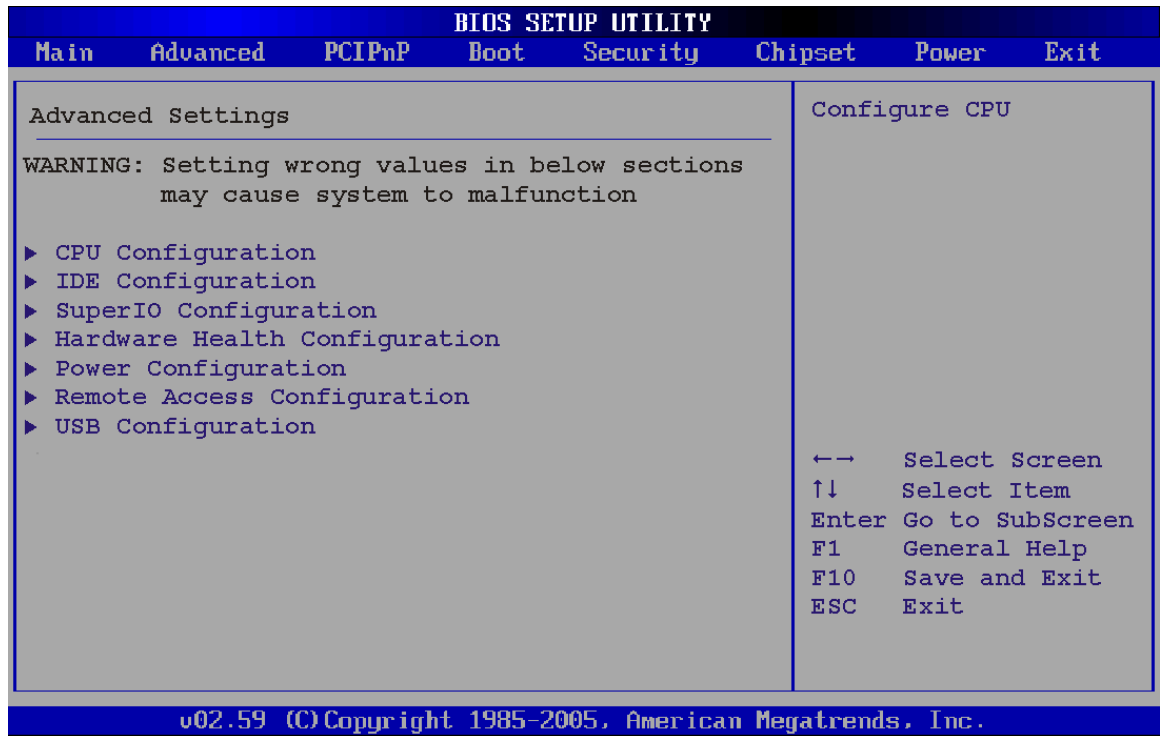 BIOS SETUP UTILITY
Main Advanced PCIPnP Boot Security Chipset Power Exit
Advanced Settings
WARNING: Setting wrong values in below sections
may cause system to malfunction
▶ CPU Configuration
▶ IDE Configuration
▶ SuperIO Configuration
▶ Hardware Health Configuration
▶ Power Configuration
▶ Remote Access Configuration
▶ USB Configuration
Configure CPU
←→ Select Screen
↑↓ Select Item
Enter Go to SubScreen
F1 General Help
F10 Save and Exit
ESC Exit
v02.59 (C)Copyright 1985-2005, American Megatrends, Inc.